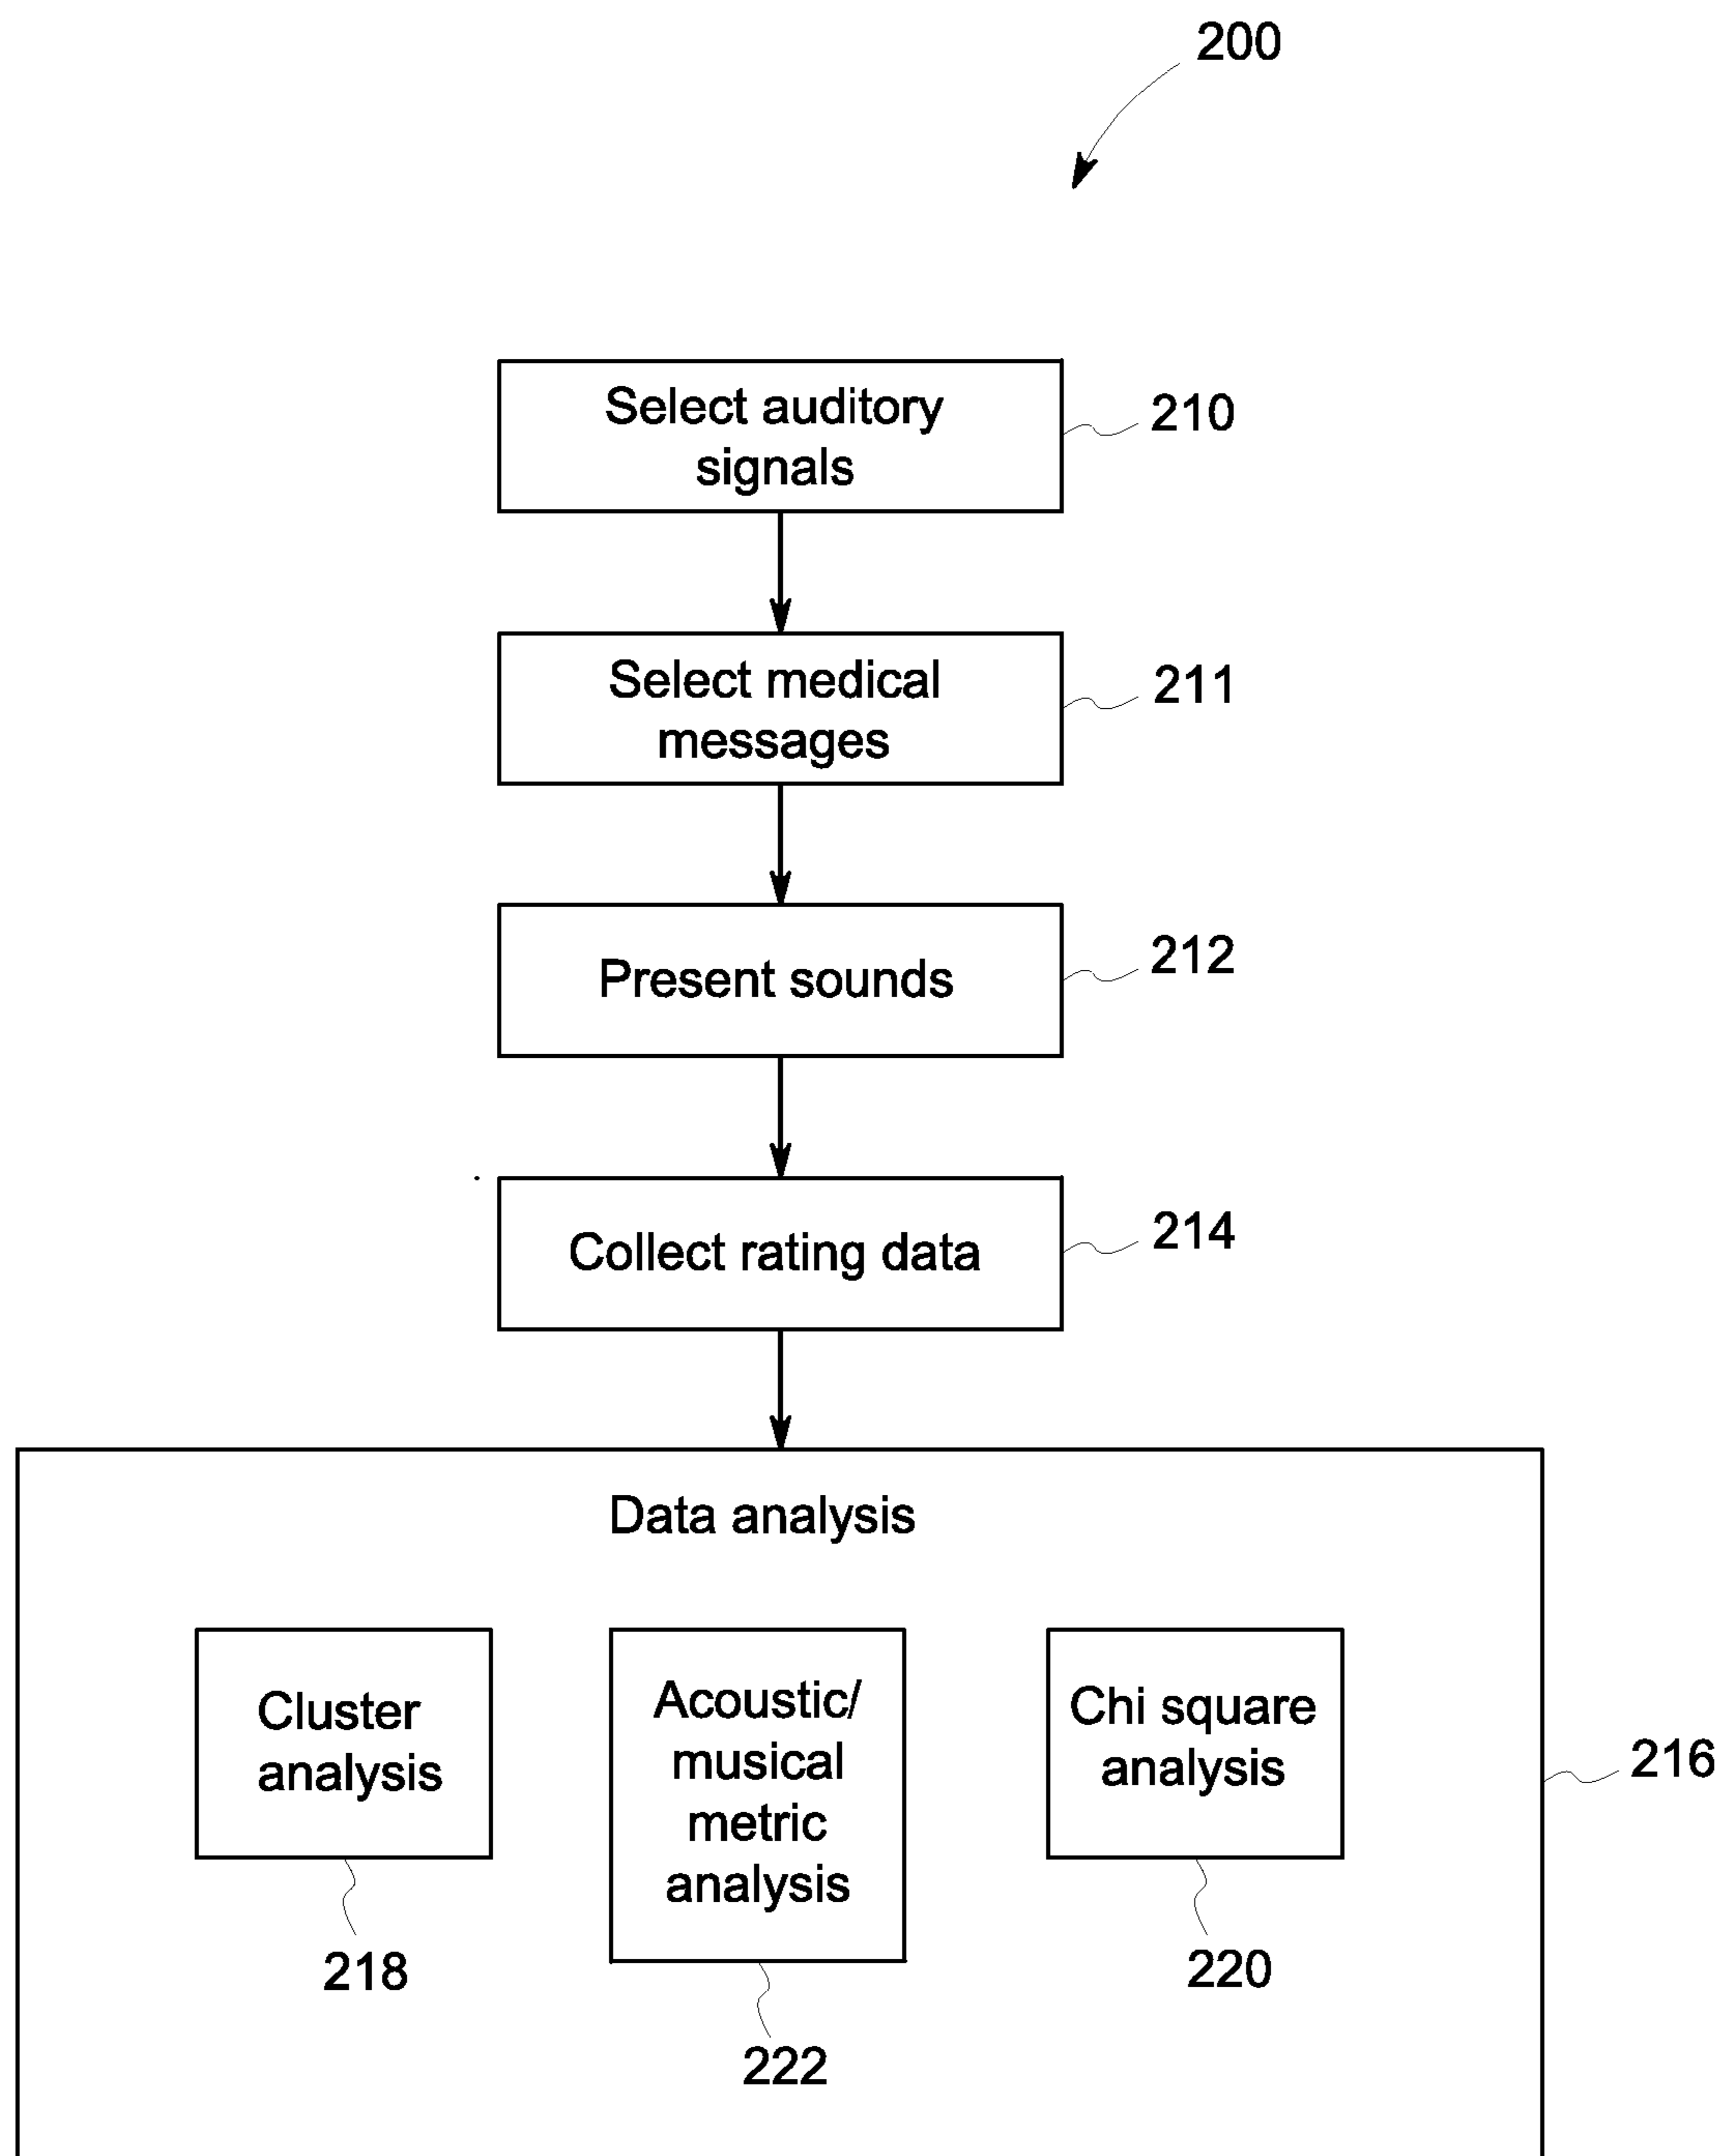 200
Select auditory
signals
210
Select medical
messages
211
Present sounds
212
Collect rating data
214
Data analysis
Cluster
analysis
218
Acoustic/
musical
metric
analysis
222
Chi square
analysis
220
216